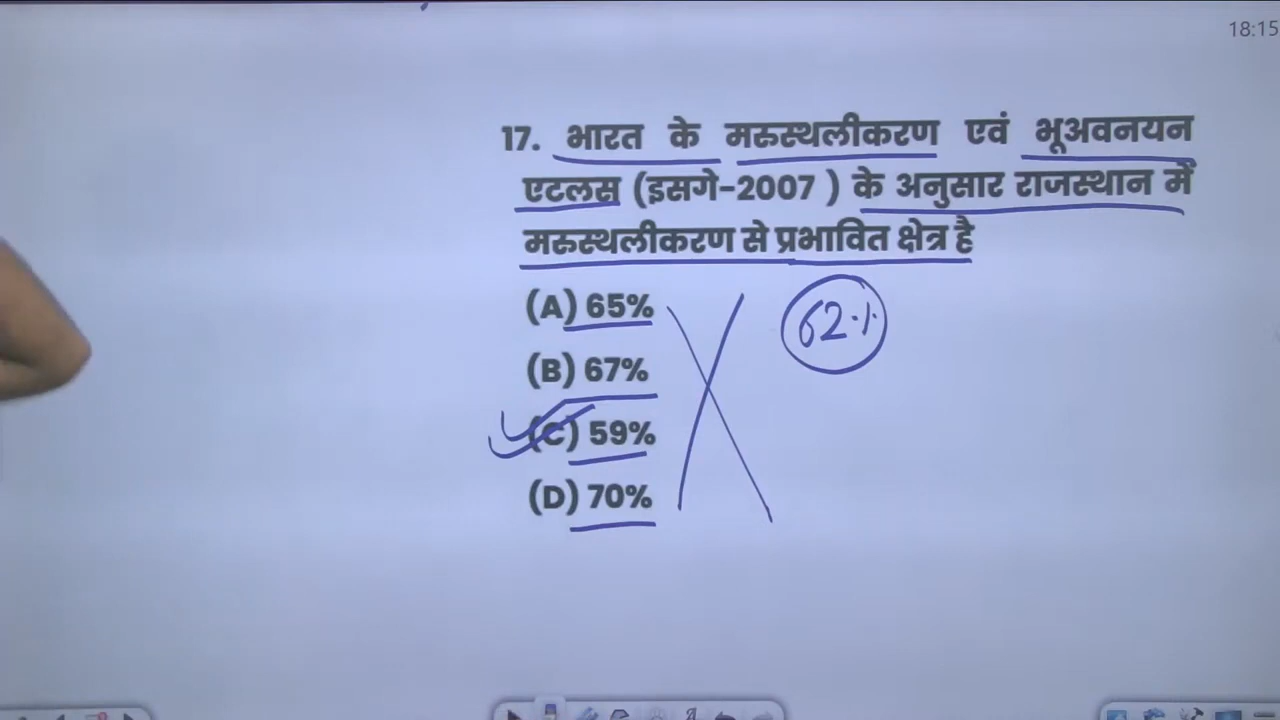 18:15
17. भारत के मरुस्थलीकरण एवं भूअवनयन
एटलस (इसगे-2007 ) के अनुसार राजस्थान में
मरुस्थलीकरण से प्रभावित क्षेत्र है
(A) 65%
62%
(B) 67%
(C) 59%
(D) 70%